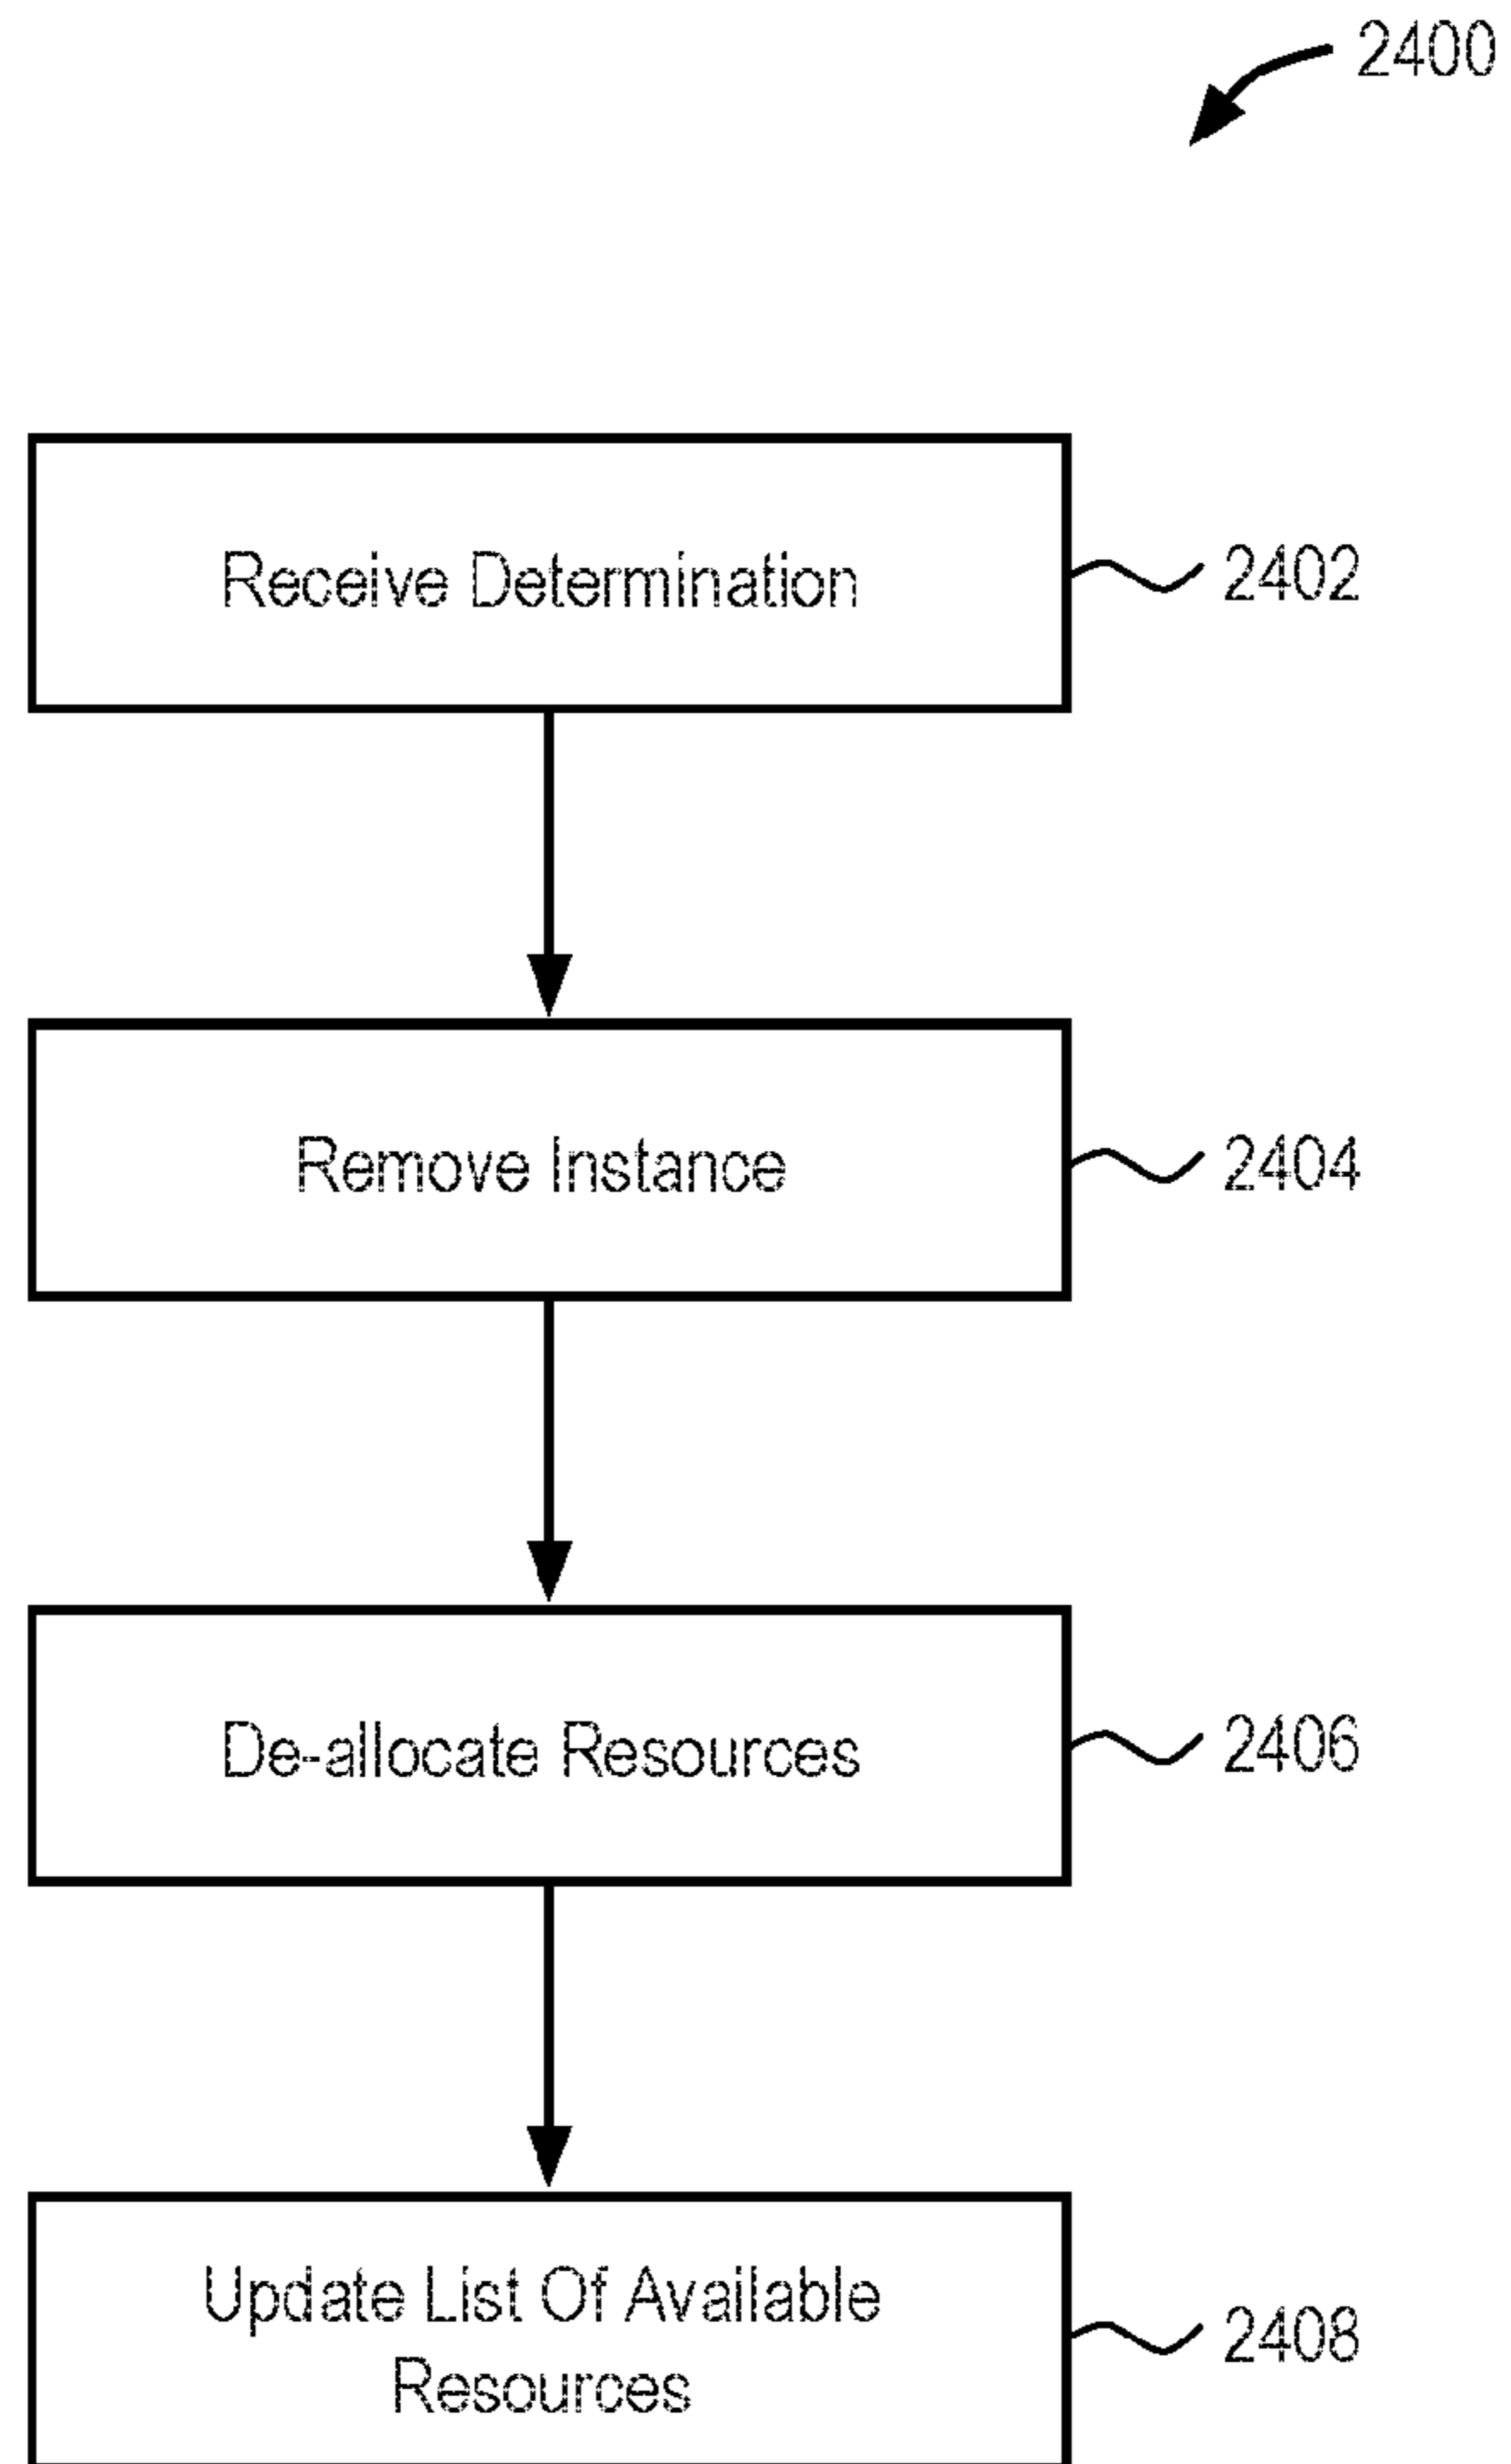 2400
Receive Determination
2402
Remove Instance
2404
De-allocate Resources
2406
Update List Of Available
Resources
2408